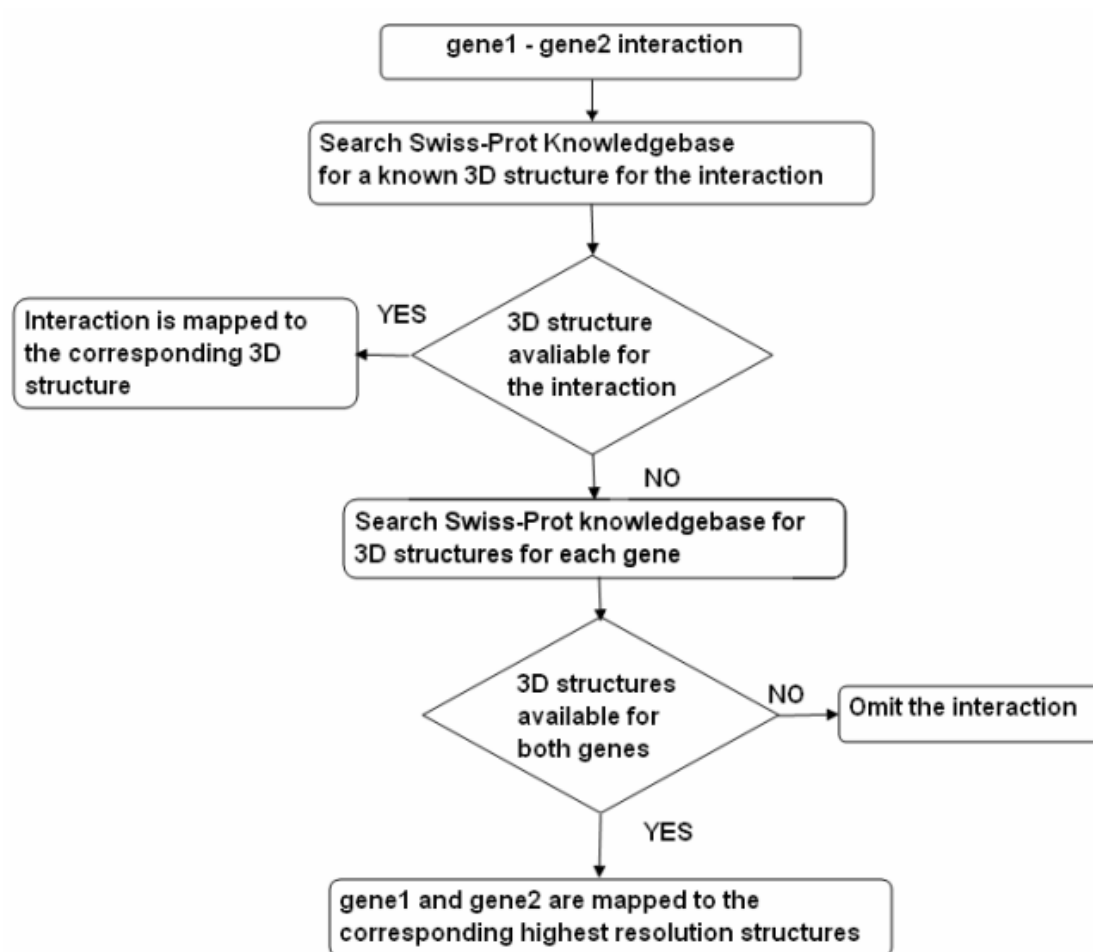 gene1 - gene2 interaction
Search Swiss-Prot Knowledgebase
for a known 3D structure for the interaction
3D structure
avaliable for
the interaction
YES
Interaction is mapped to
the corresponding 3D
structure
NO
Search Swiss-Prot knowledgebase for
3D structures for each gene
3D structures
available for
both genes
NO
Omit the interaction
YES
gene1 and gene2 are mapped to the
corresponding highest resolution structures